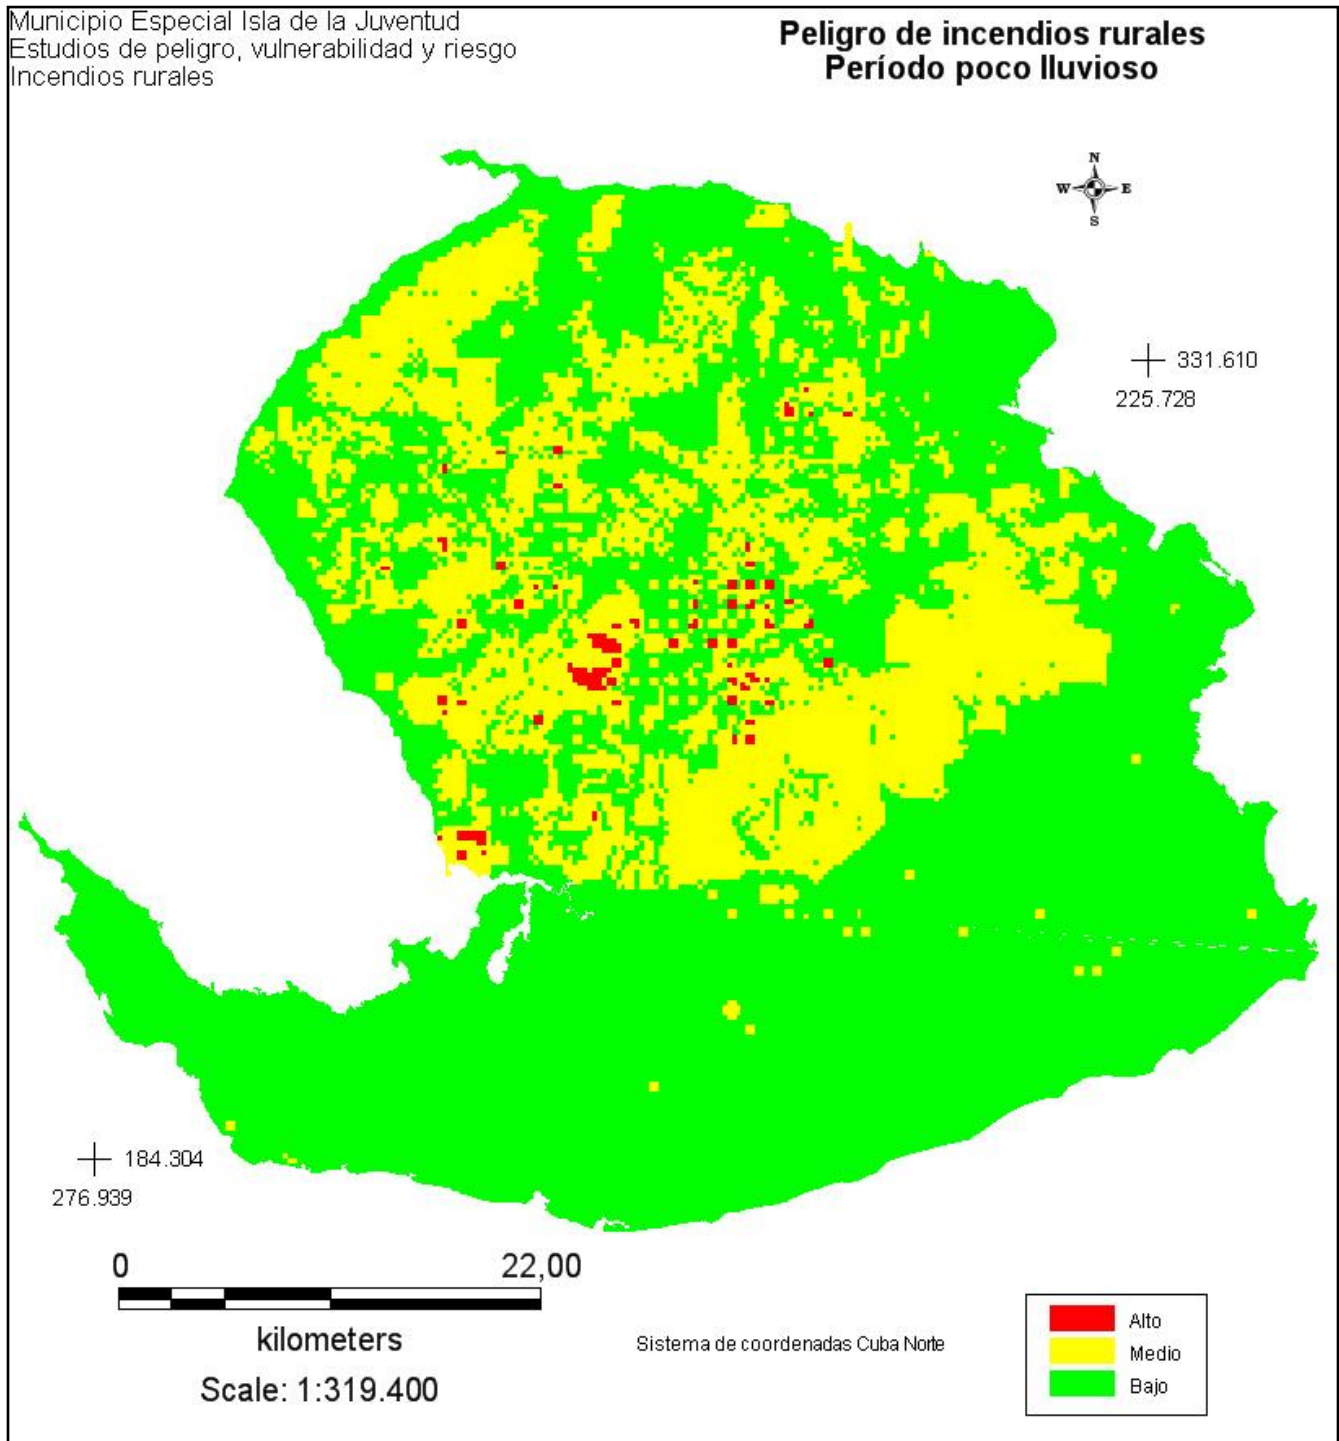 Municipio Especial Isla de la Juventud
Estudios de peligro, vulnerabilidad y riesgo
Incendios rurales
Peligro de incendios rurales
Período poco lluvioso
N
W E
S
331.610
225.728
184.304
276.939
0 22,00
kilometers
Scale: 1:319.400
Sistema de coordenadas Cuba Norte
Alto
Medio
Bajo